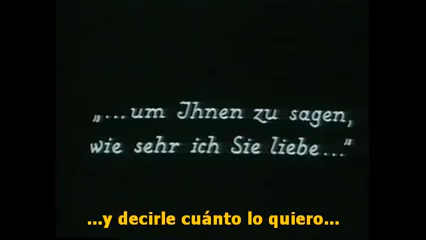 „...um Ihnen zu sagen,
wie sehr ich Sie liebe..."
...y decirle cuánto lo quiero...